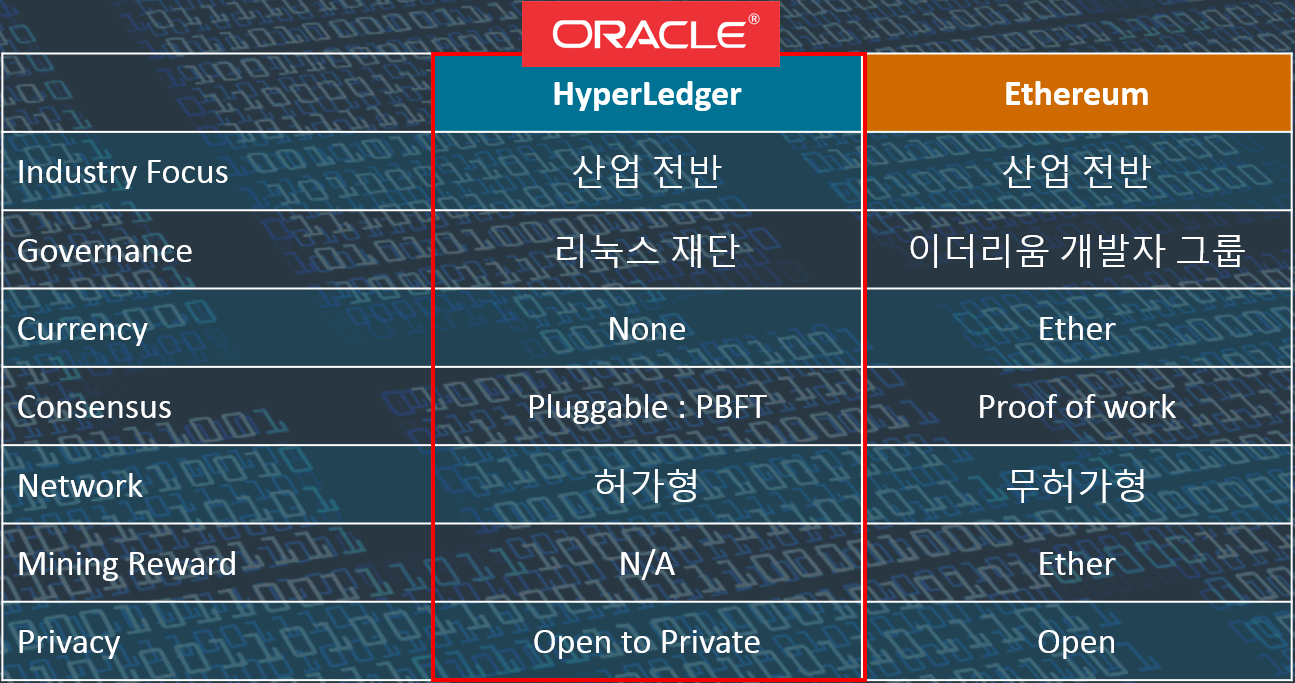 ORACLE®
HyperLedger Ethereum
Industry Focus 산업 전반 산업 전반
Governance 리눅스 재단 이더리움 개발자 그룹
Currency None Ether
Consensus Pluggable : PBFT Proof of work
Network 허가형 무허가형
Mining Reward N/A Ether
Privacy Open to Private Open